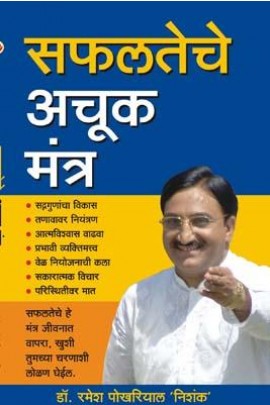 सफलतेचे
अचूक
मंत्र
• सद्गुणांचा विकास
• तणावावर नियंत्रण
• आत्मविश्वास वाढवा
• प्रभावी व्यक्तिमत्त्व
• वेळ नियोजनाची कला
• सकारात्मक विचार
• परिस्थितीवर मात
सफलतेचे हे
मंत्र जीवनात
वापरा, खुशी
तुमच्या चरणाशी
लोळण घेईल.
डॉ. रमेश पोखरियाल 'निशंक'